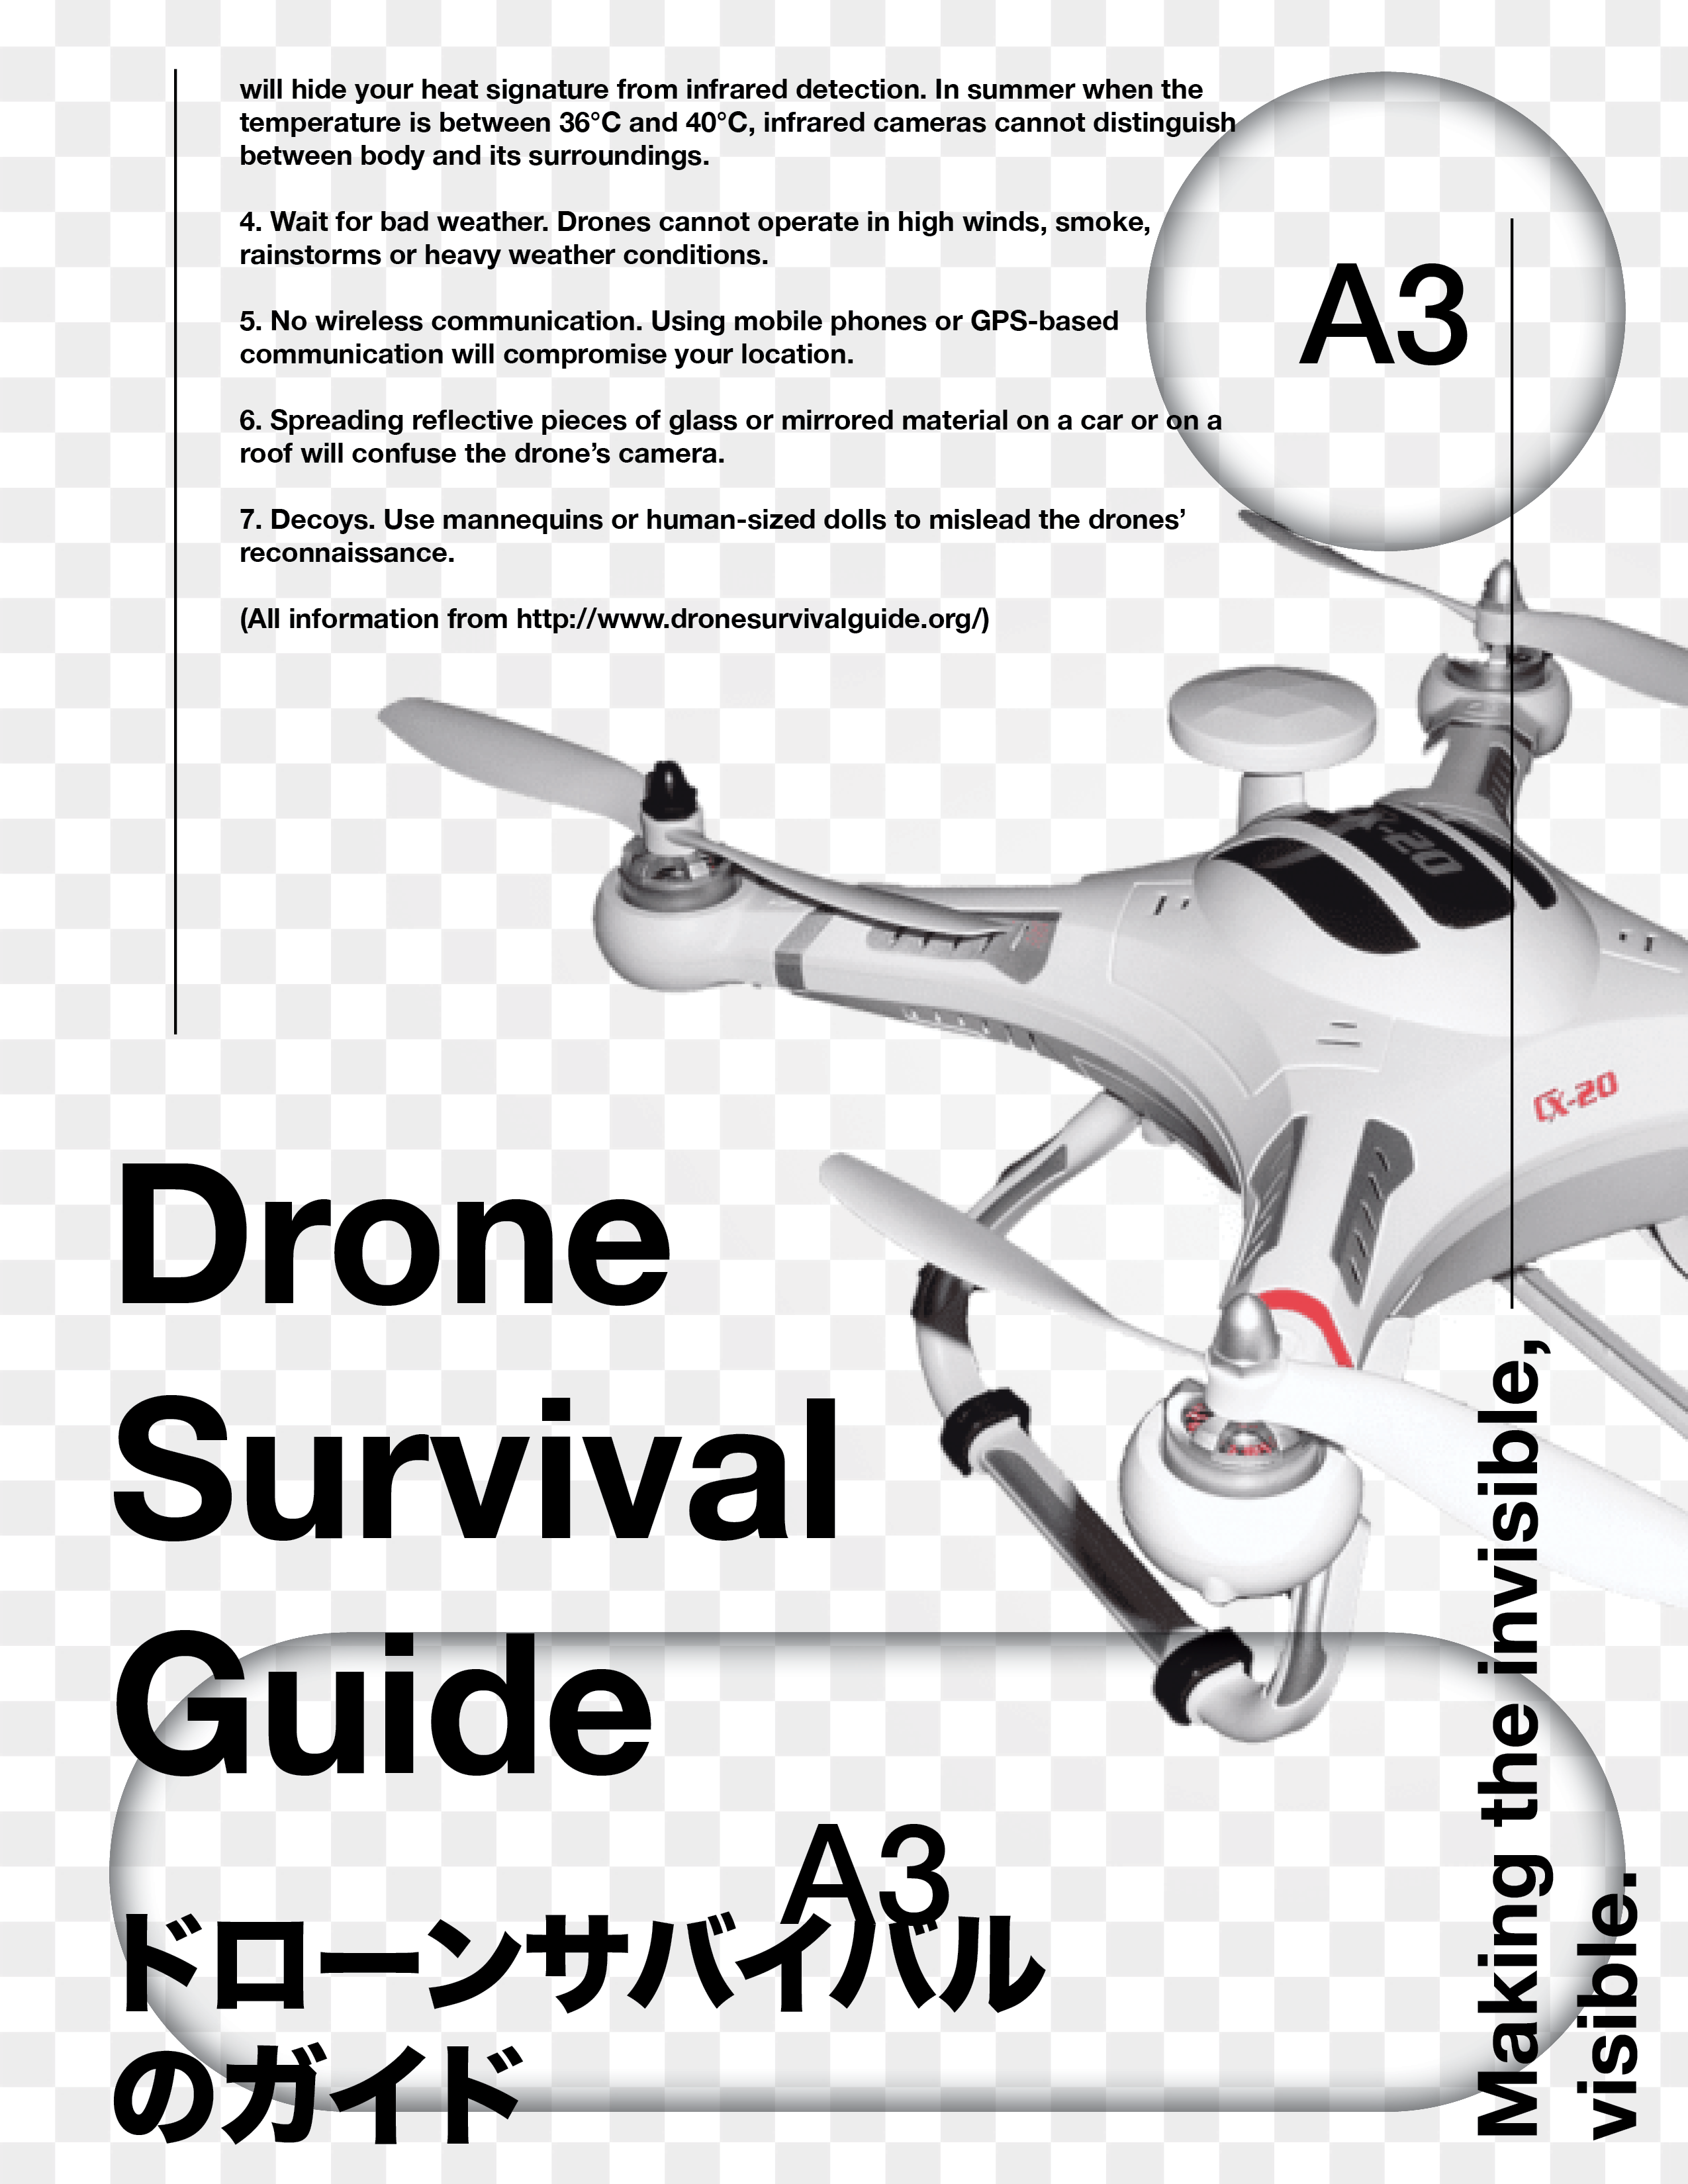 will hide your heat signature from infrared detection. In summer when the
temperature is between 36°C and 40°C, infrared cameras cannot distinguish
between body and its surroundings.
4. Wait for bad weather. Drones cannot operate in high winds, smoke,
rainstorms or heavy weather conditions.
5. No wireless communication. Using mobile phones or GPS-based
communication will compromise your location.
6. Spreading reflective pieces of glass or mirrored material on a car or on a
roof will confuse the drone’s camera.
7. Decoys. Use mannequins or human-sized dolls to mislead the drones’
reconnaissance.
(All information from http://www.dronesurvivalguide.org/)
A3
CX-20
CX-20
Drone
Survival
Guide
A3
ドローンサバイバル
のガイド
Making the invisible,
visible.